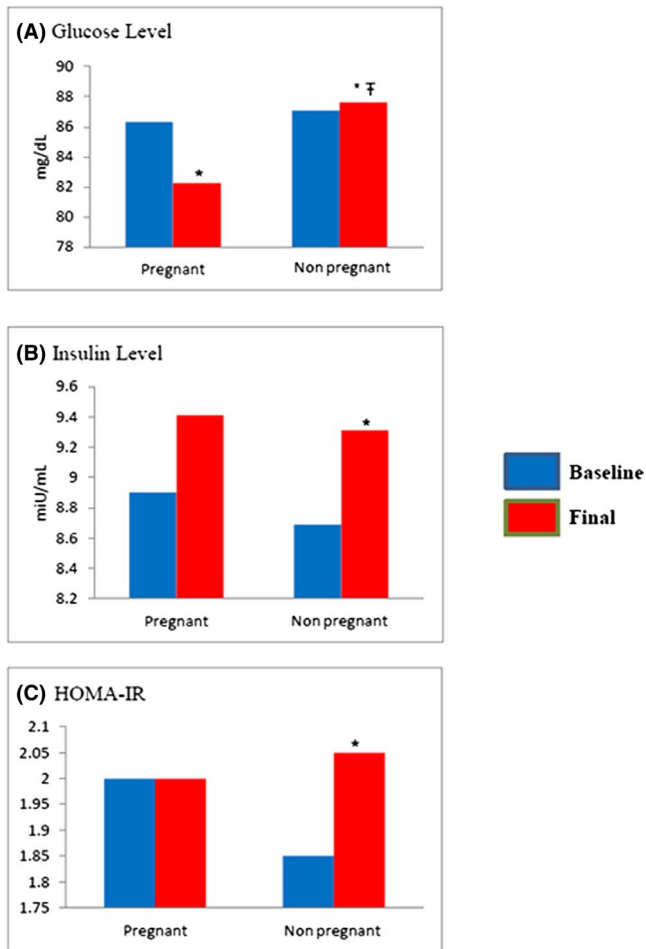 (A) Glucose Level
90
88
86
84
82
80
78
mg/dL
*
* Ŧ
Pregnant
Non pregnant
(B) Insulin Level
9.6
9.4
9.2
9
8.8
8.6
8.4
8.2
miU/mL
*
Pregnant
Non pregnant
Baseline
Final
(C) HOMA-IR
2.1
2.05
2
1.95
1.9
1.85
1.8
1.75
*
Pregnant
Non pregnant